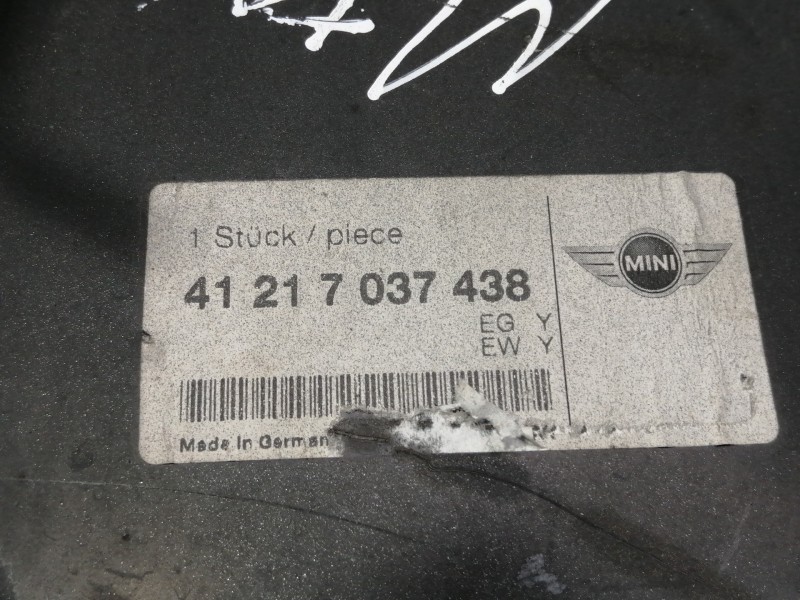 1 Stück / piece
41 21 7 037 438
EG Y
EW Y
MINI
Made in German